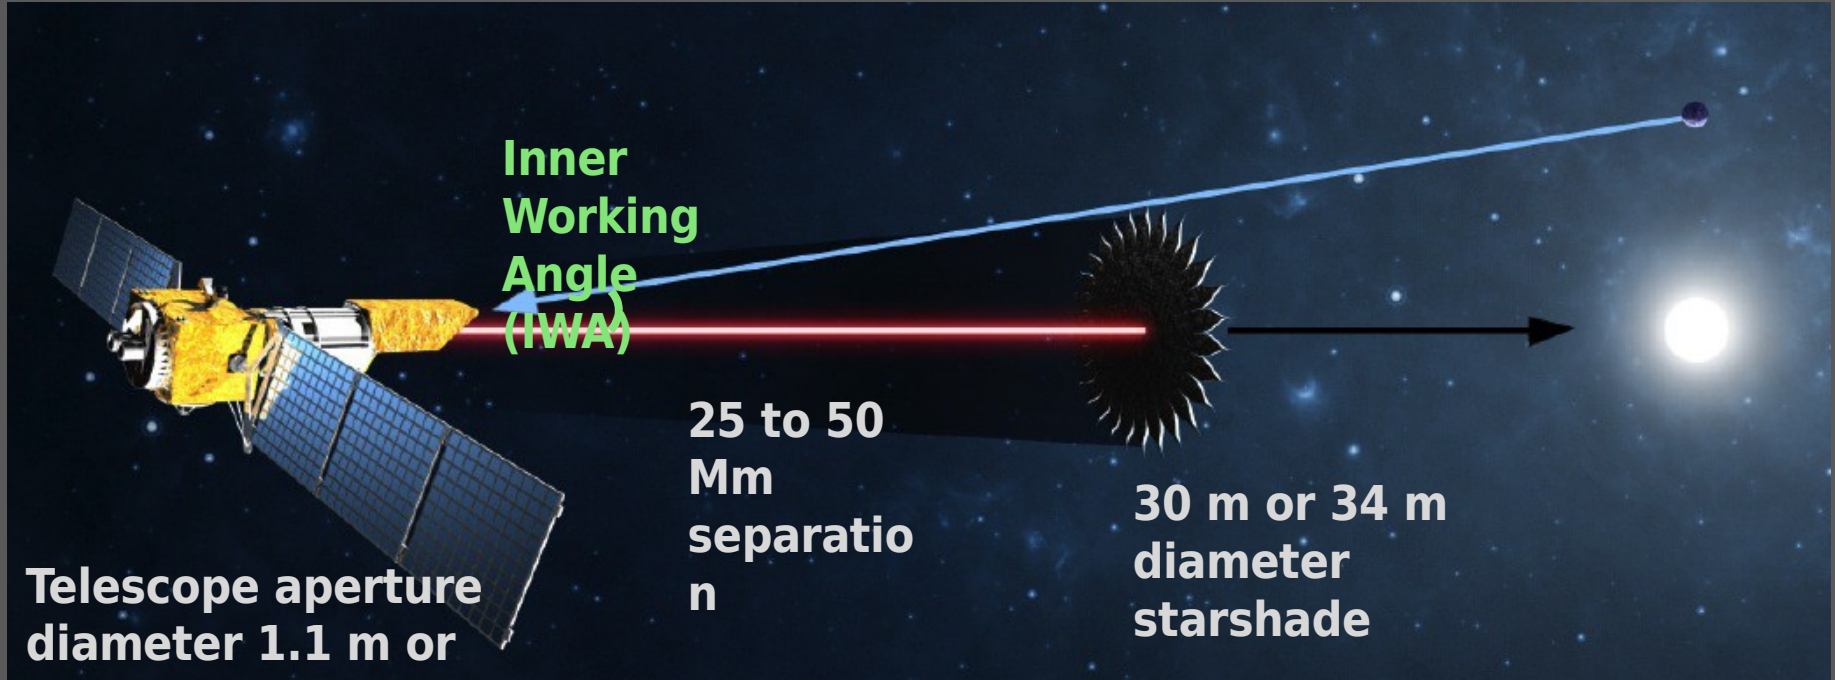 Inner
Working
Angle
(IWA)
25 to 50
Mm
separatio
n
30 m or 34 m
diameter
starshade
Telescope aperture
diameter 1.1 m or